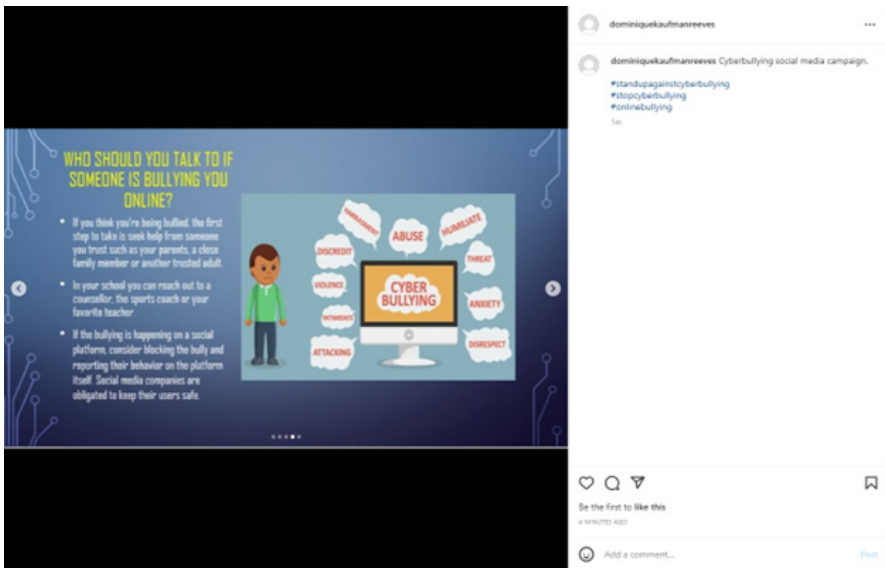 dominiquekaufmanreeves
dominiquekaufmanreeves Cyberbullying social media campaign.
#standupagainstcyberbullying
#stopcyberbullying
#onlinebullying
1m
WHO SHOULD YOU TALK TO IF
SOMEONE IS BULLYING YOU
ONLINE?
• If you think you're being bullied, the first
step to take is seek help from someone
you trust such as your parents, a close
family member or another trusted adult.
• In your school you can reach out to a
counsellor, the sports coach or your
favorite teacher
• If the bullying is happening on a social
platform, consider blocking the bully and
reporting their behavior on the platform
itself. Social media companies are
obligated to keep their users safe.
HARRASMENT
ABUSE
HUMILIATE
DISCREDIT
THREAT
VIOLENCE
CYBER
BULLYING
ANXIETY
INTIMIDATE
ATTACKING
DISRESPECT
Be the first to like this
4 MINUTES AGO
Add a comment...
Post